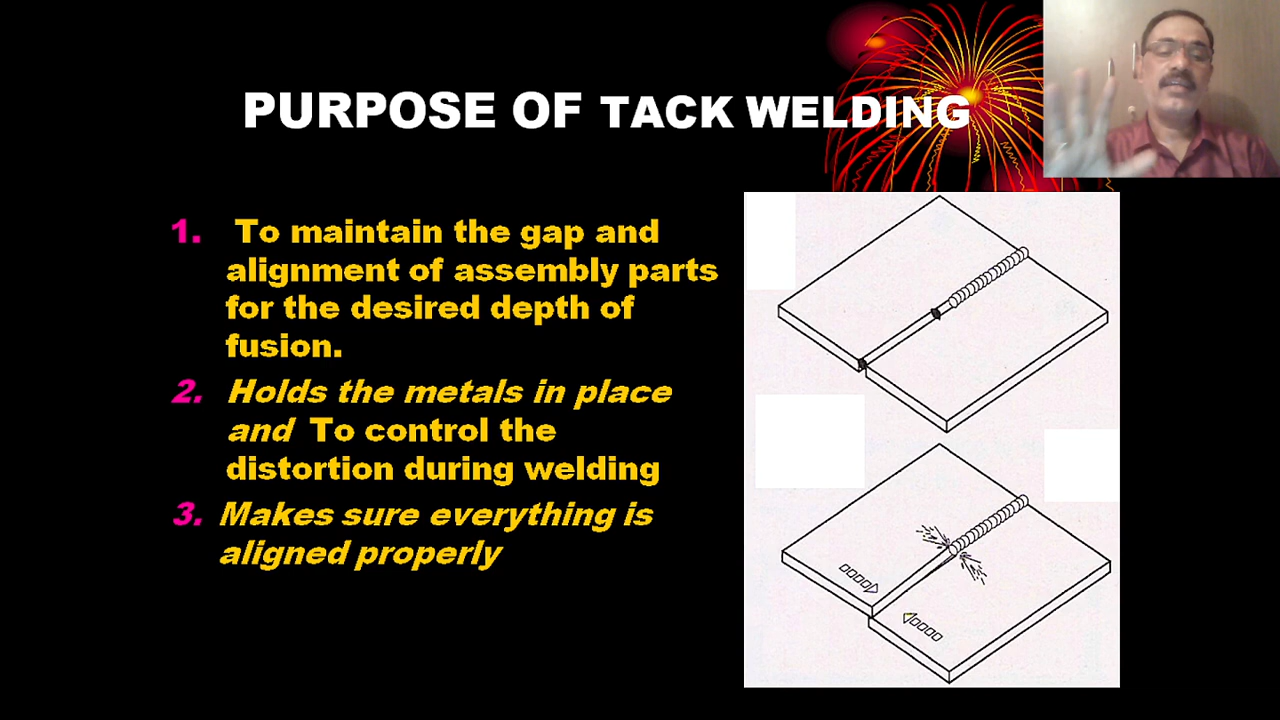 PURPOSE OF TACK WELDING
1. To maintain the gap and
alignment of assembly parts
for the desired depth of
fusion.
2. Holds the metals in place
and To control the
distortion during welding
3. Makes sure everything is
aligned properly